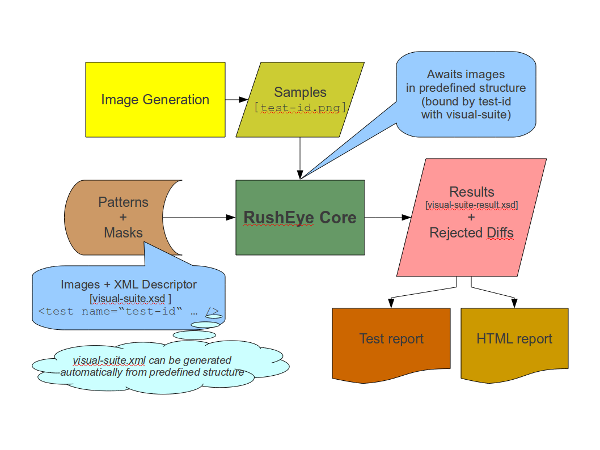 Image Generation
Samples
[test-id.png]
Awaits images
in predefined structure
(bound by test-id
with visual-suite)
Patterns
+
Masks
RushEye Core
Results
[visual-suite-result.xsd]
+
Rejected Diffs
Images + XML Descriptor
[visual-suite.xsd ]
<test name="test-id" … />
visual-suite.xml can be generated
automatically from predefined structure
Test report
HTML report